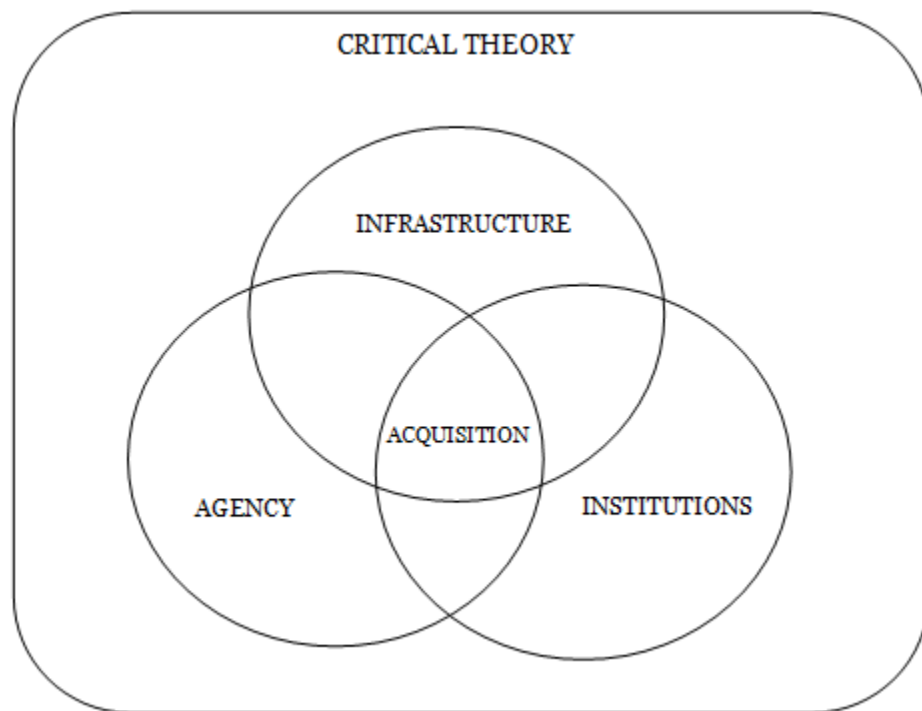 CRITICAL THEORY
INFRASTRUCTURE
ACQUISITION
AGENCY
INSTITUTIONS